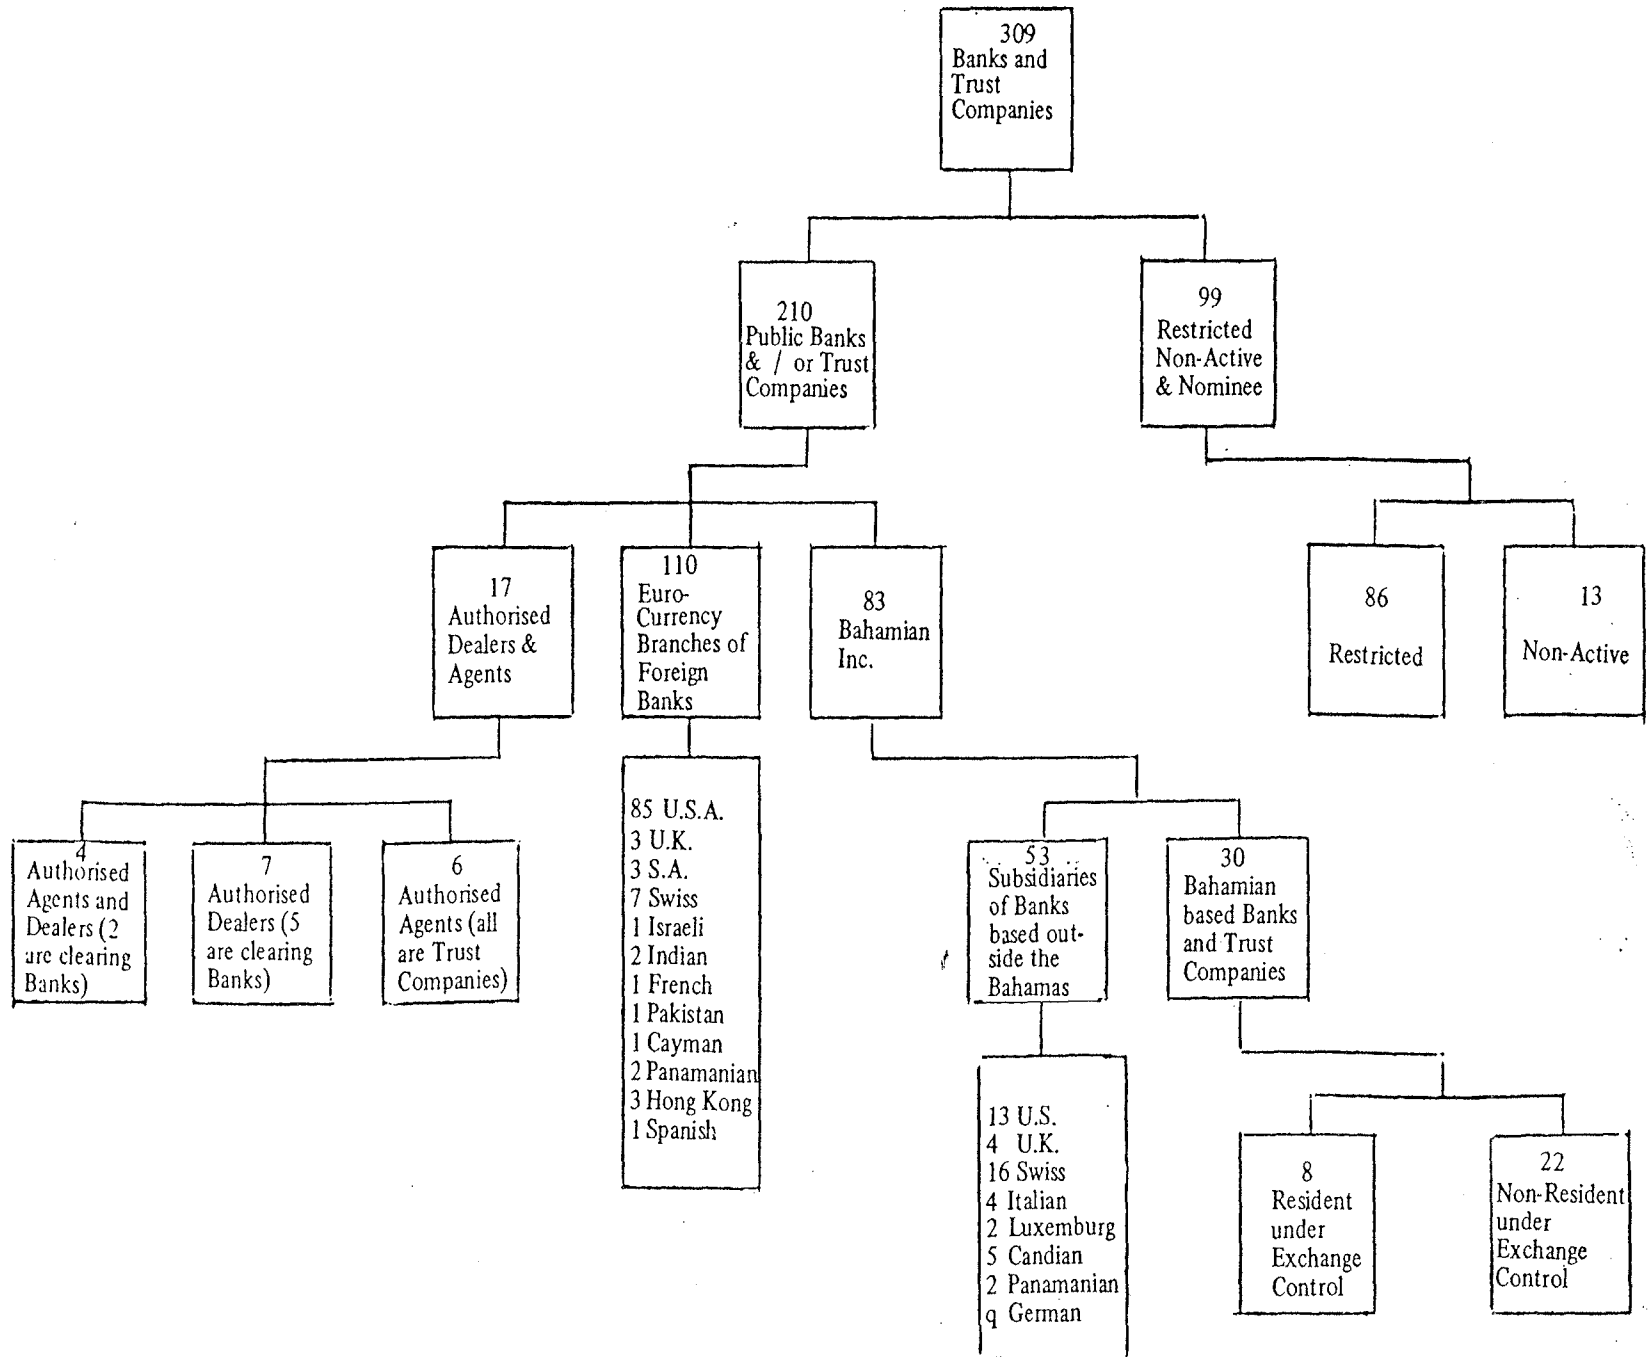 309
Banks and
Trust
Companies
210
Public Banks
& / or Trust
Companies
99
Restricted
Non-Active
& Nominee
17
Authorised
Dealers &
Agents
110
Euro-
Currency
Branches of
Foreign
Banks
83
Bahamian
Inc.
86
Restricted
13
Non-Active
4
Authorised
Agents and
Dealers (2
are clearing
Banks)
7
Authorised
Dealers (5
are clearing
Banks)
6
Authorised
Agents (all
are Trust
Companies)
85 U.S.A.
3 U.K.
3 S.A.
7 Swiss
1 Israeli
2 Indian
1 French
1 Pakistan
1 Cayman
2 Panamanian
3 Hong Kong
1 Spanish
53
Subsidiaries
of Banks
based out-
side the
Bahamas
30
Bahamian
based Banks
and Trust
Companies
13 U.S.
4 U.K.
16 Swiss
4 Italian
2 Luxemburg
5 Candian
2 Panamanian
q German
8
Resident
under
Exchange
Control
22
Non-Resident
under
Exchange
Control